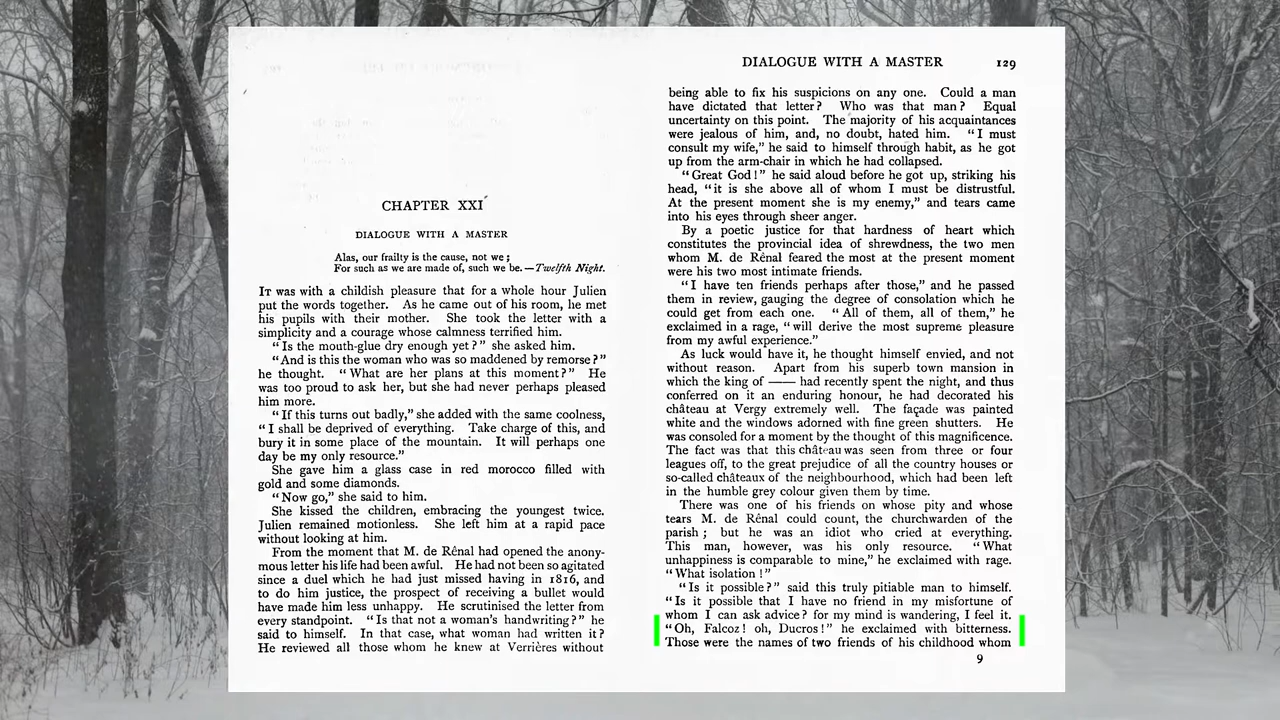 CHAPTER XXI
DIALOGUE WITH A MASTER
Alas, our frailty is the cause, not we;
For such as we are made of, such we be.—Twelfth Night.
IT was with a childish pleasure that for a whole hour Julien
put the words together. As he came out of his room, he met
his pupils with their mother. She took the letter with a
simplicity and a courage whose calmness terrified him.
"Is the mouth-glue dry enough yet?" she asked him.
"And is this the woman who was so maddened by remorse?"
he thought. "What are her plans at this moment?" He
was too proud to ask her, but she had never perhaps pleased
him more.
"If this turns out badly," she added with the same coolness,
"I shall be deprived of everything. Take charge of this, and
bury it in some place of the mountain. It will perhaps one
day be my only resource."
She gave him a glass case in red morocco filled with
gold and some diamonds.
"Now go," she said to him.
She kissed the children, embracing the youngest twice.
Julien remained motionless. She left him at a rapid pace
without looking at him.
From the moment that M. de Rênal had opened the anony-
mous letter his life had been awful. He had not been so agitated
since a duel which he had just missed having in 1816, and
to do him justice, the prospect of receiving a bullet would
have made him less unhappy. He scrutinised the letter from
every standpoint. "Is that not a woman's handwriting?" he
said to himself. In that case, what woman had written it?
He reviewed all those whom he knew at Verrières without
DIALOGUE WITH A MASTER 129
being able to fix his suspicions on any one. Could a man
have dictated that letter? Who was that man? Equal
uncertainty on this point. The majority of his acquaintances
were jealous of him, and, no doubt, hated him. "I must
consult my wife," he said to himself through habit, as he got
up from the arm-chair in which he had collapsed.
"Great God!" he said aloud before he got up, striking his
head, "it is she above all of whom I must be distrustful.
At the present moment she is my enemy," and tears came
into his eyes through sheer anger.
By a poetic justice for that hardness of heart which
constitutes the provincial idea of shrewdness, the two men
whom M. de Rênal feared the most at the present moment
were his two most intimate friends.
"I have ten friends perhaps after those," and he passed
them in review, gauging the degree of consolation which he
could get from each one. "All of them, all of them," he
exclaimed in a rage, "will derive the most supreme pleasure
from my awful experience."
As luck would have it, he thought himself envied, and not
without reason. Apart from his superb town mansion in
which the king of —— had recently spent the night, and thus
conferred on it an enduring honour, he had decorated his
château at Vergy extremely well. The façade was painted
white and the windows adorned with fine green shutters. He
was consoled for a moment by the thought of this magnificence.
The fact was that this château was seen from three or four
leagues off, to the great prejudice of all the country houses or
so-called châteaux of the neighbourhood, which had been left
in the humble grey colour given them by time.
There was one of his friends on whose pity and whose
tears M. de Rênal could count, the churchwarden of the
parish; but he was an idiot who cried at everything.
This man, however, was his only resource. "What
unhappiness is comparable to mine," he exclaimed with rage.
"What isolation!"
"Is it possible?" said this truly pitiable man to himself.
"Is it possible that I have no friend in my misfortune of
whom I can ask advice? for my mind is wandering, I feel it.
"Oh, Falcoz! oh, Ducros!" he exclaimed with bitterness.
Those were the names of two friends of his childhood whom
9